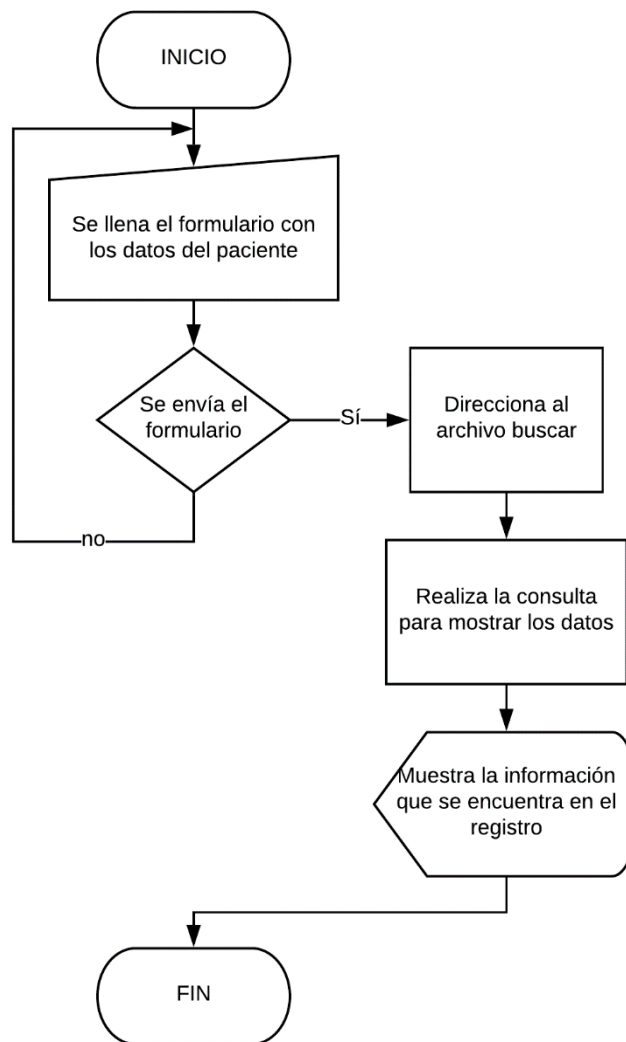 INICIO
Se llena el formulario con
los datos del paciente
Se envía el
formulario
Sí
Direcciona al
archivo buscar
no
Realiza la consulta
para mostrar los datos
Muestra la información
que se encuentra en el
registro
FIN